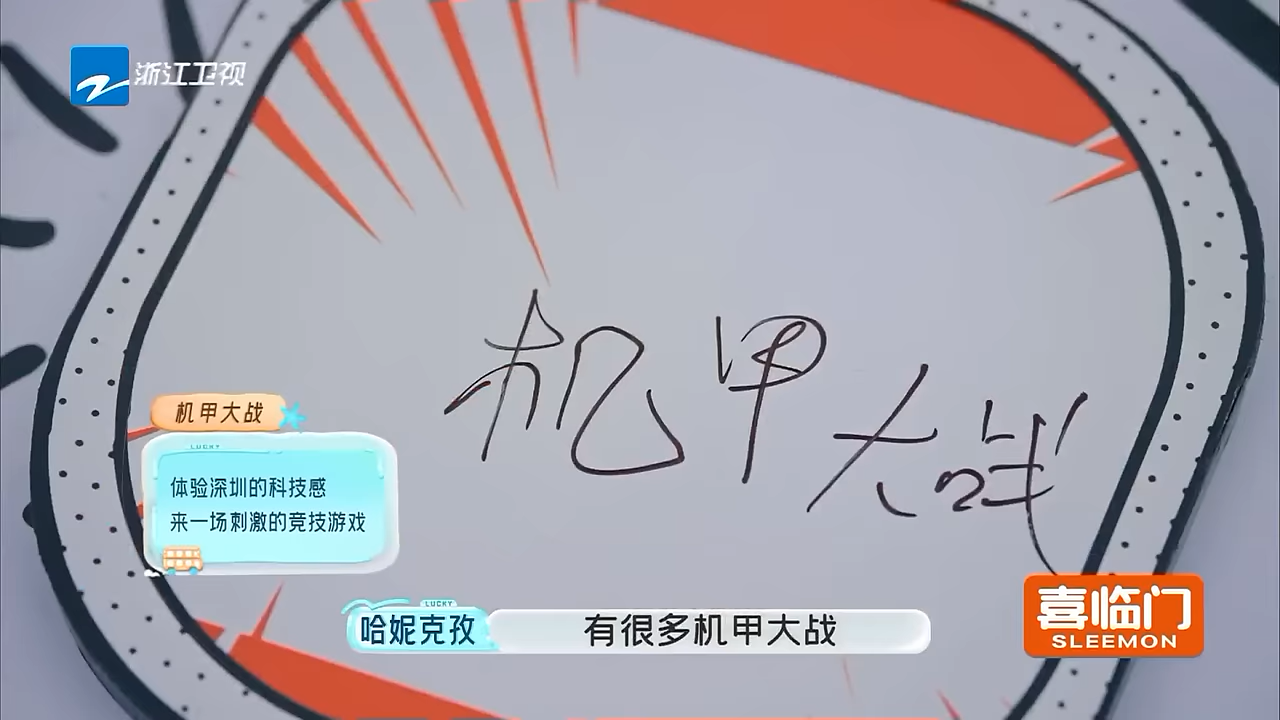 浙江卫视
机甲大战
机甲大战
LUCKY
体验深圳的科技感
来一场刺激的竞技游戏
LUCKY
哈妮克孜
有很多机甲大战
喜临门
SLEEMON